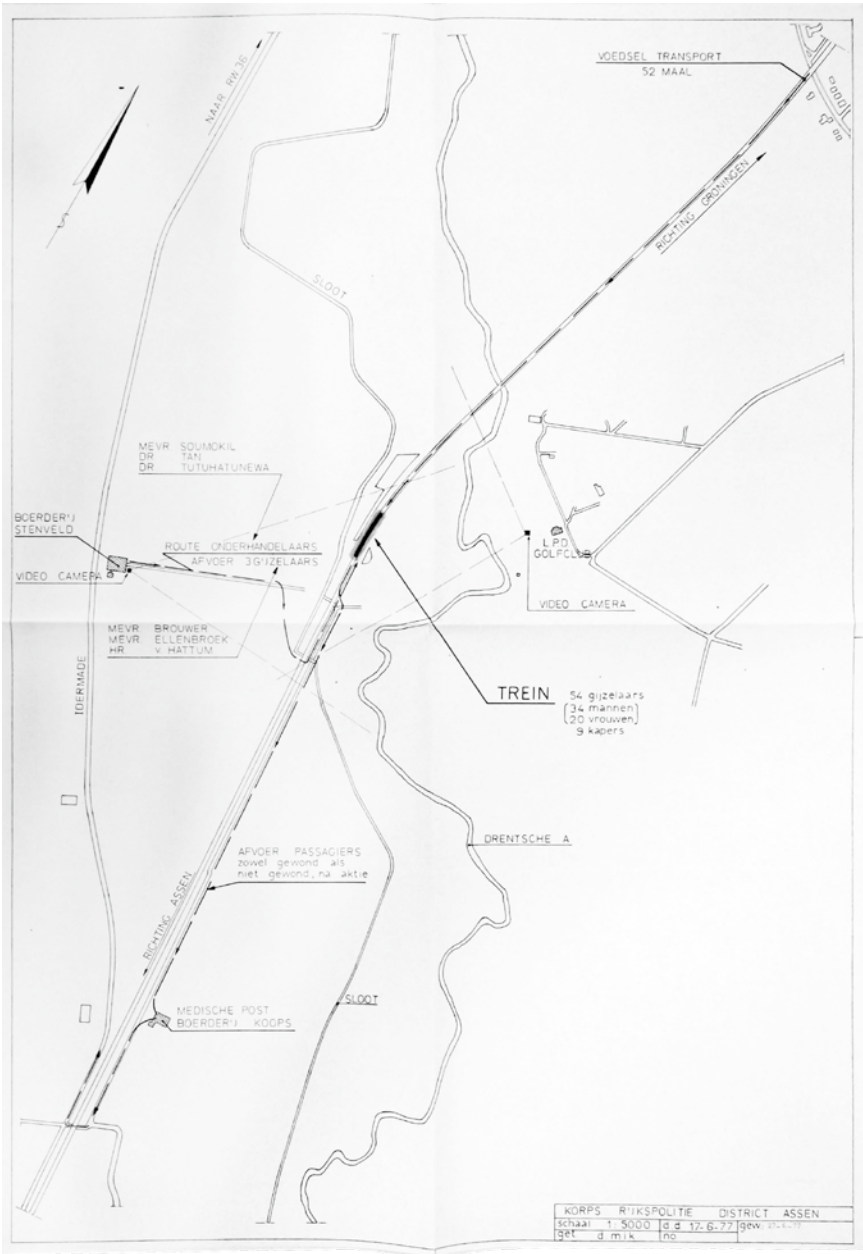 VOEDSEL TRANSPORT
52 MAAL
NAAR RW 36
RICHTING GRONINGEN
SLOOT
MEVR. SOUMOKIL
DR TAN
DR TUTUHATUNEWA
BOERDERIJ
STENVELD
ROUTE ONDERHANDELAARS
AFVOER 3 GIJZELAARS
VIDEO CAMERA
L.P.D
GOLFCLUB
VIDEO CAMERA
MEVR. BROUWER
MEVR. ELLENBROEK
HR v. HATTUM
IDERMADE
TREIN
54 gijzelaars
(34 mannen)
(20 vrouwen)
9 kapers
DRENTSCHE A
AFVOER PASSAGIERS
zowel gewond als
niet gewond, na aktie
RICHTING ASSEN
SLOOT
MEDISCHE POST
BOERDERIJ KOOPS
KORPS RIJKSPOLITIE DISTRICT ASSEN
schaal 1:5000 d.d. 17-6-77 gew.
get. d mik no